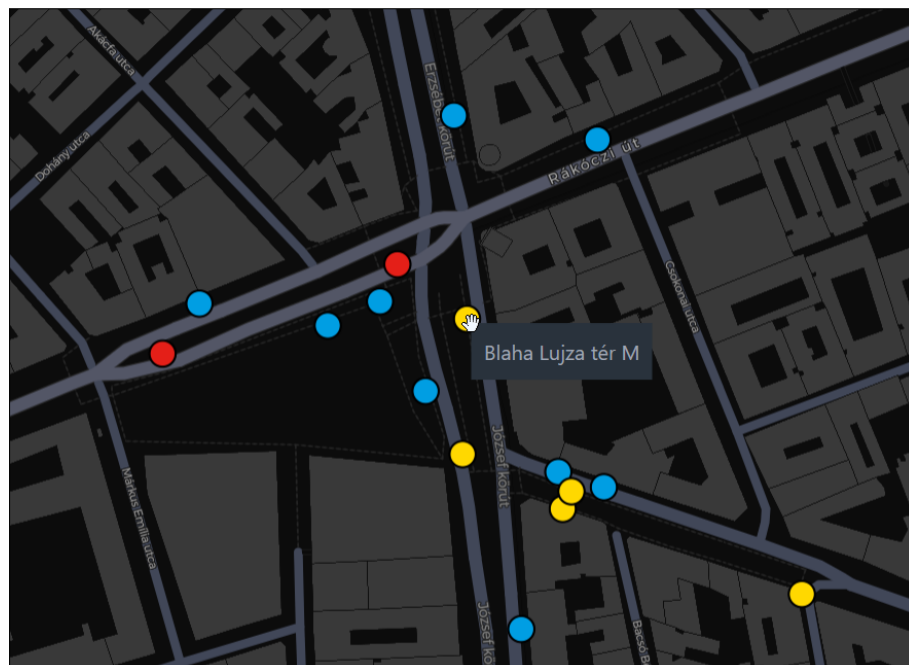 Akácfa utca
Dohány utca
Erzsébet körút
Rákóczi út
Csokonai utca
Blaha Lujza tér M
József körút
Márkus Emília utca
József kö
Bacsó B